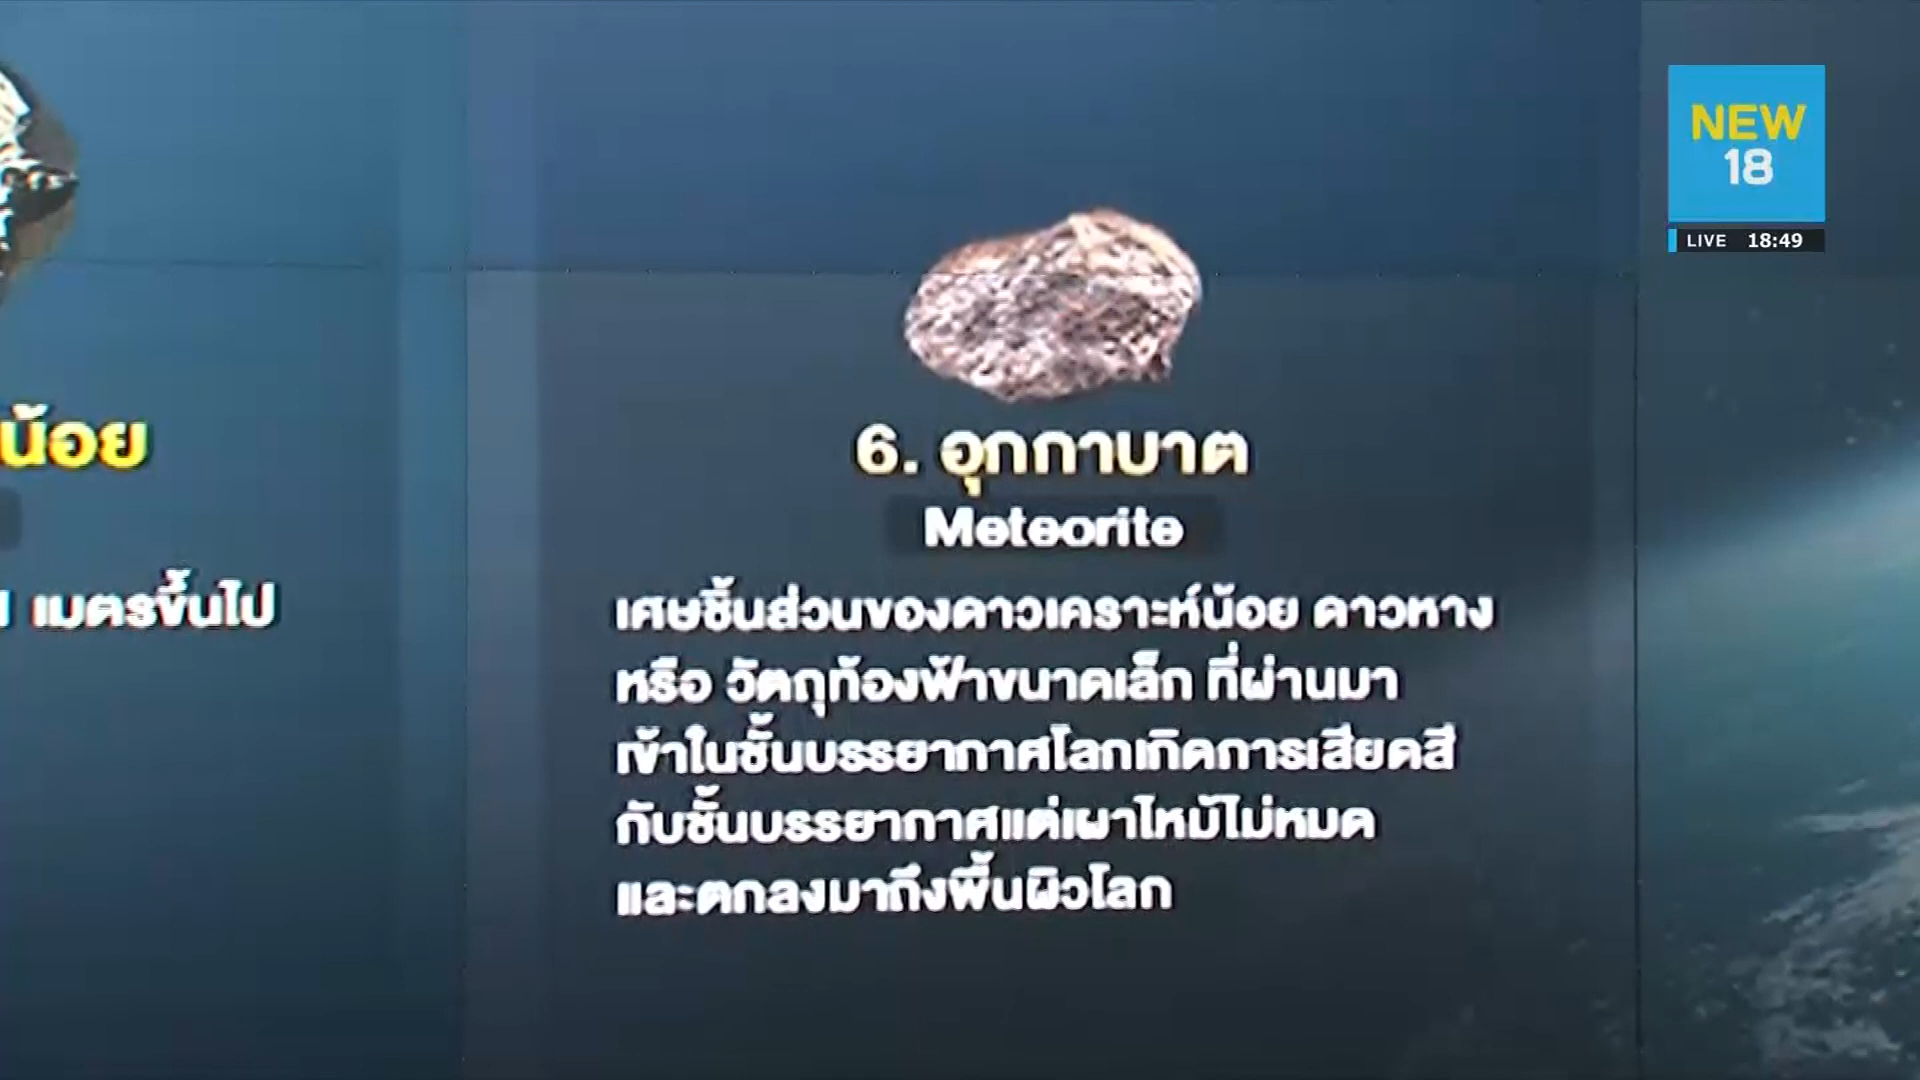 NEW
18
LIVE 18:49
น้อย
เมตรขึ้นไป
6. อุกกาบาต
Meteorite
เศษชิ้นส่วนของดาวเคราะห์น้อย ดาวหาง
หรือ วัตถุท้องฟ้าขนาดเล็ก ที่ผ่านมา
เข้าในชั้นบรรยากาศโลกเกิดการเสียดสี
กับชั้นบรรยากาศแต่เผาไหม้ไม่หมด
และตกลงมาถึงพื้นผิวโลก